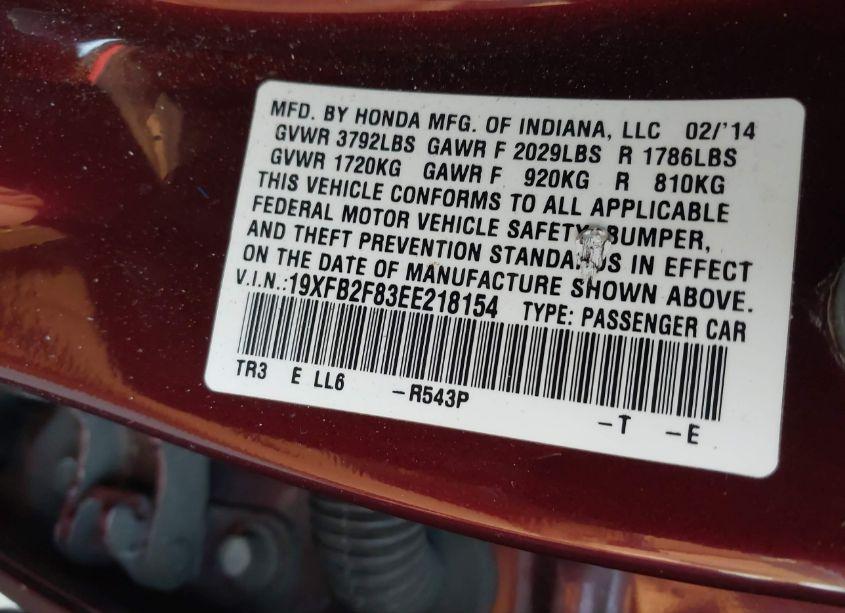 MFD. BY HONDA MFG. OF INDIANA, LLC 02/'14
GVWR 3792LBS GAWR F 2029LBS R 1786LBS
GVWR 1720KG GAWR F 920KG R 810KG
THIS VEHICLE CONFORMS TO ALL APPLICABLE
FEDERAL MOTOR VEHICLE SAFETY, BUMPER,
AND THEFT PREVENTION STANDARDS IN EFFECT
ON THE DATE OF MANUFACTURE SHOWN ABOVE.
V.I.N.:19XFB2F83EE218154 TYPE: PASSENGER CAR
TR3 E LL6 -R543P -T -E